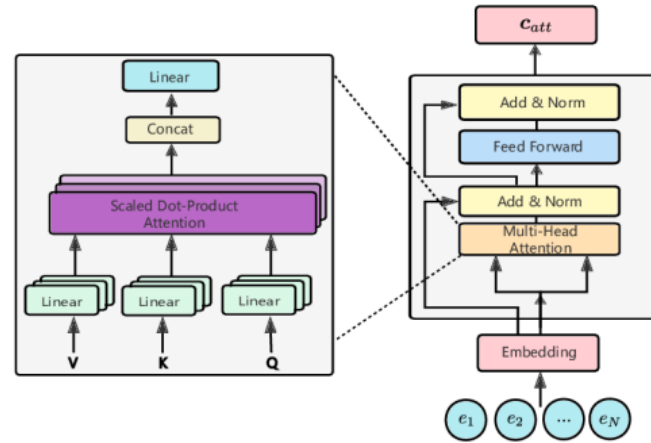 Linear
Concat
Scaled Dot-Product
Attention
Linear
Linear
Linear
V
K
Q
c_att
Add & Norm
Feed Forward
Add & Norm
Multi-Head
Attention
Embedding
e_1
e_2
...
e_N